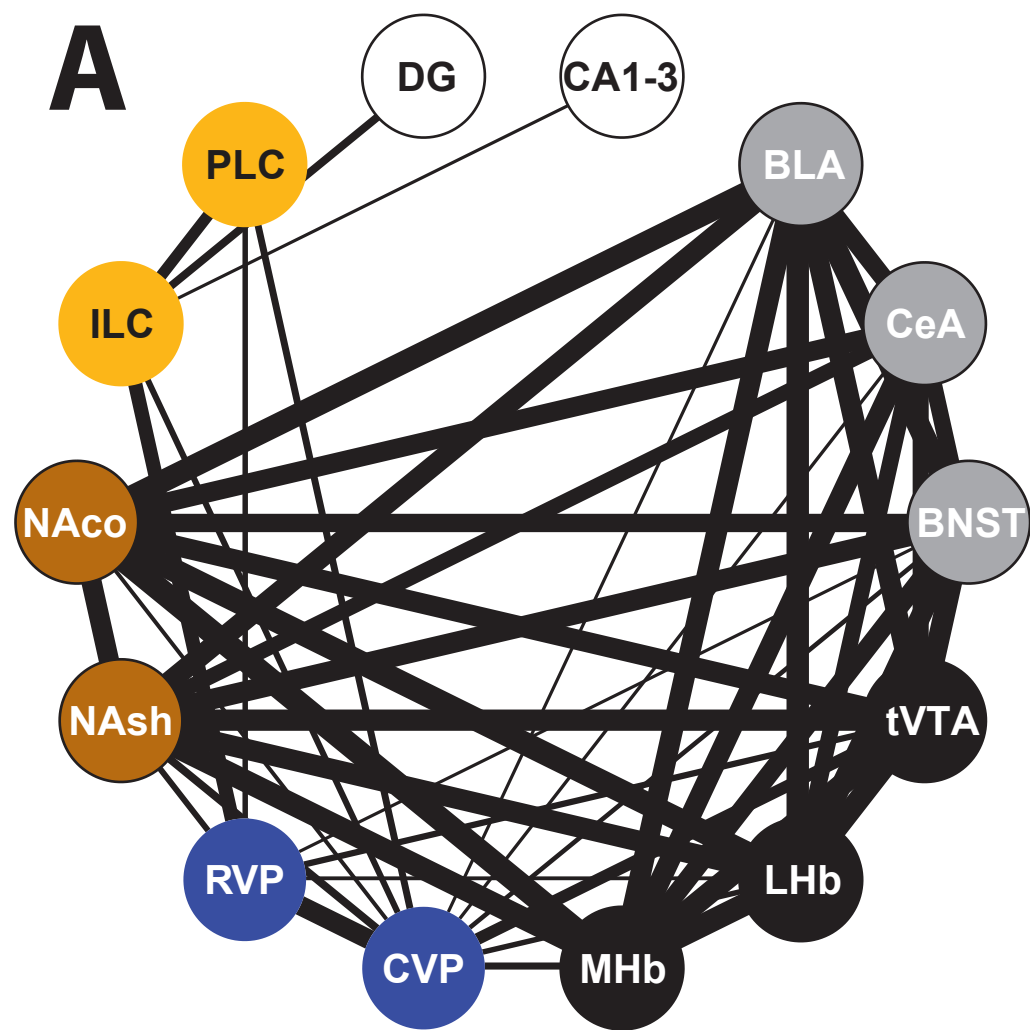 A
DG
CA1-3
PLC
BLA
ILC
CeA
NAco
BNST
NAsh
tVTA
RVP
LHb
CVP
MHb